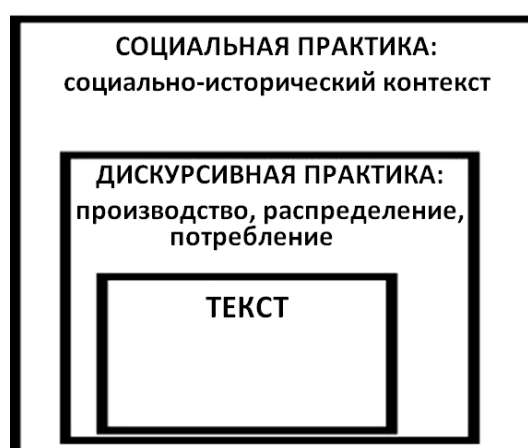 СОЦИАЛЬНАЯ ПРАКТИКА:
социально-исторический контекст
ДИСКУРСИВНАЯ ПРАКТИКА:
производство, распределение,
потребление
ТЕКСТ